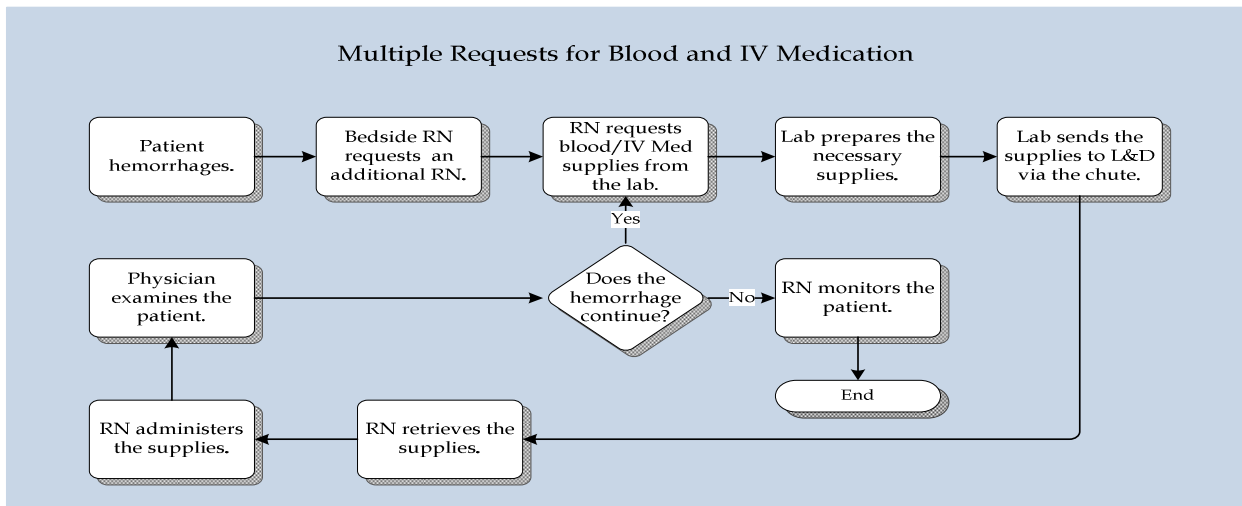 Multiple Requests for Blood and IV Medication
Patient
hemorrhages.
Bedside RN
requests an
additional RN.
RN requests
blood/IV Med
supplies from
the lab.
Lab prepares the
necessary
supplies.
Lab sends the
supplies to L&D
via the chute.
Yes
Physician
examines the
patient.
Does the
hemorrhage
continue?
No
RN monitors the
patient.
End
RN administers
the supplies.
RN retrieves the
supplies.